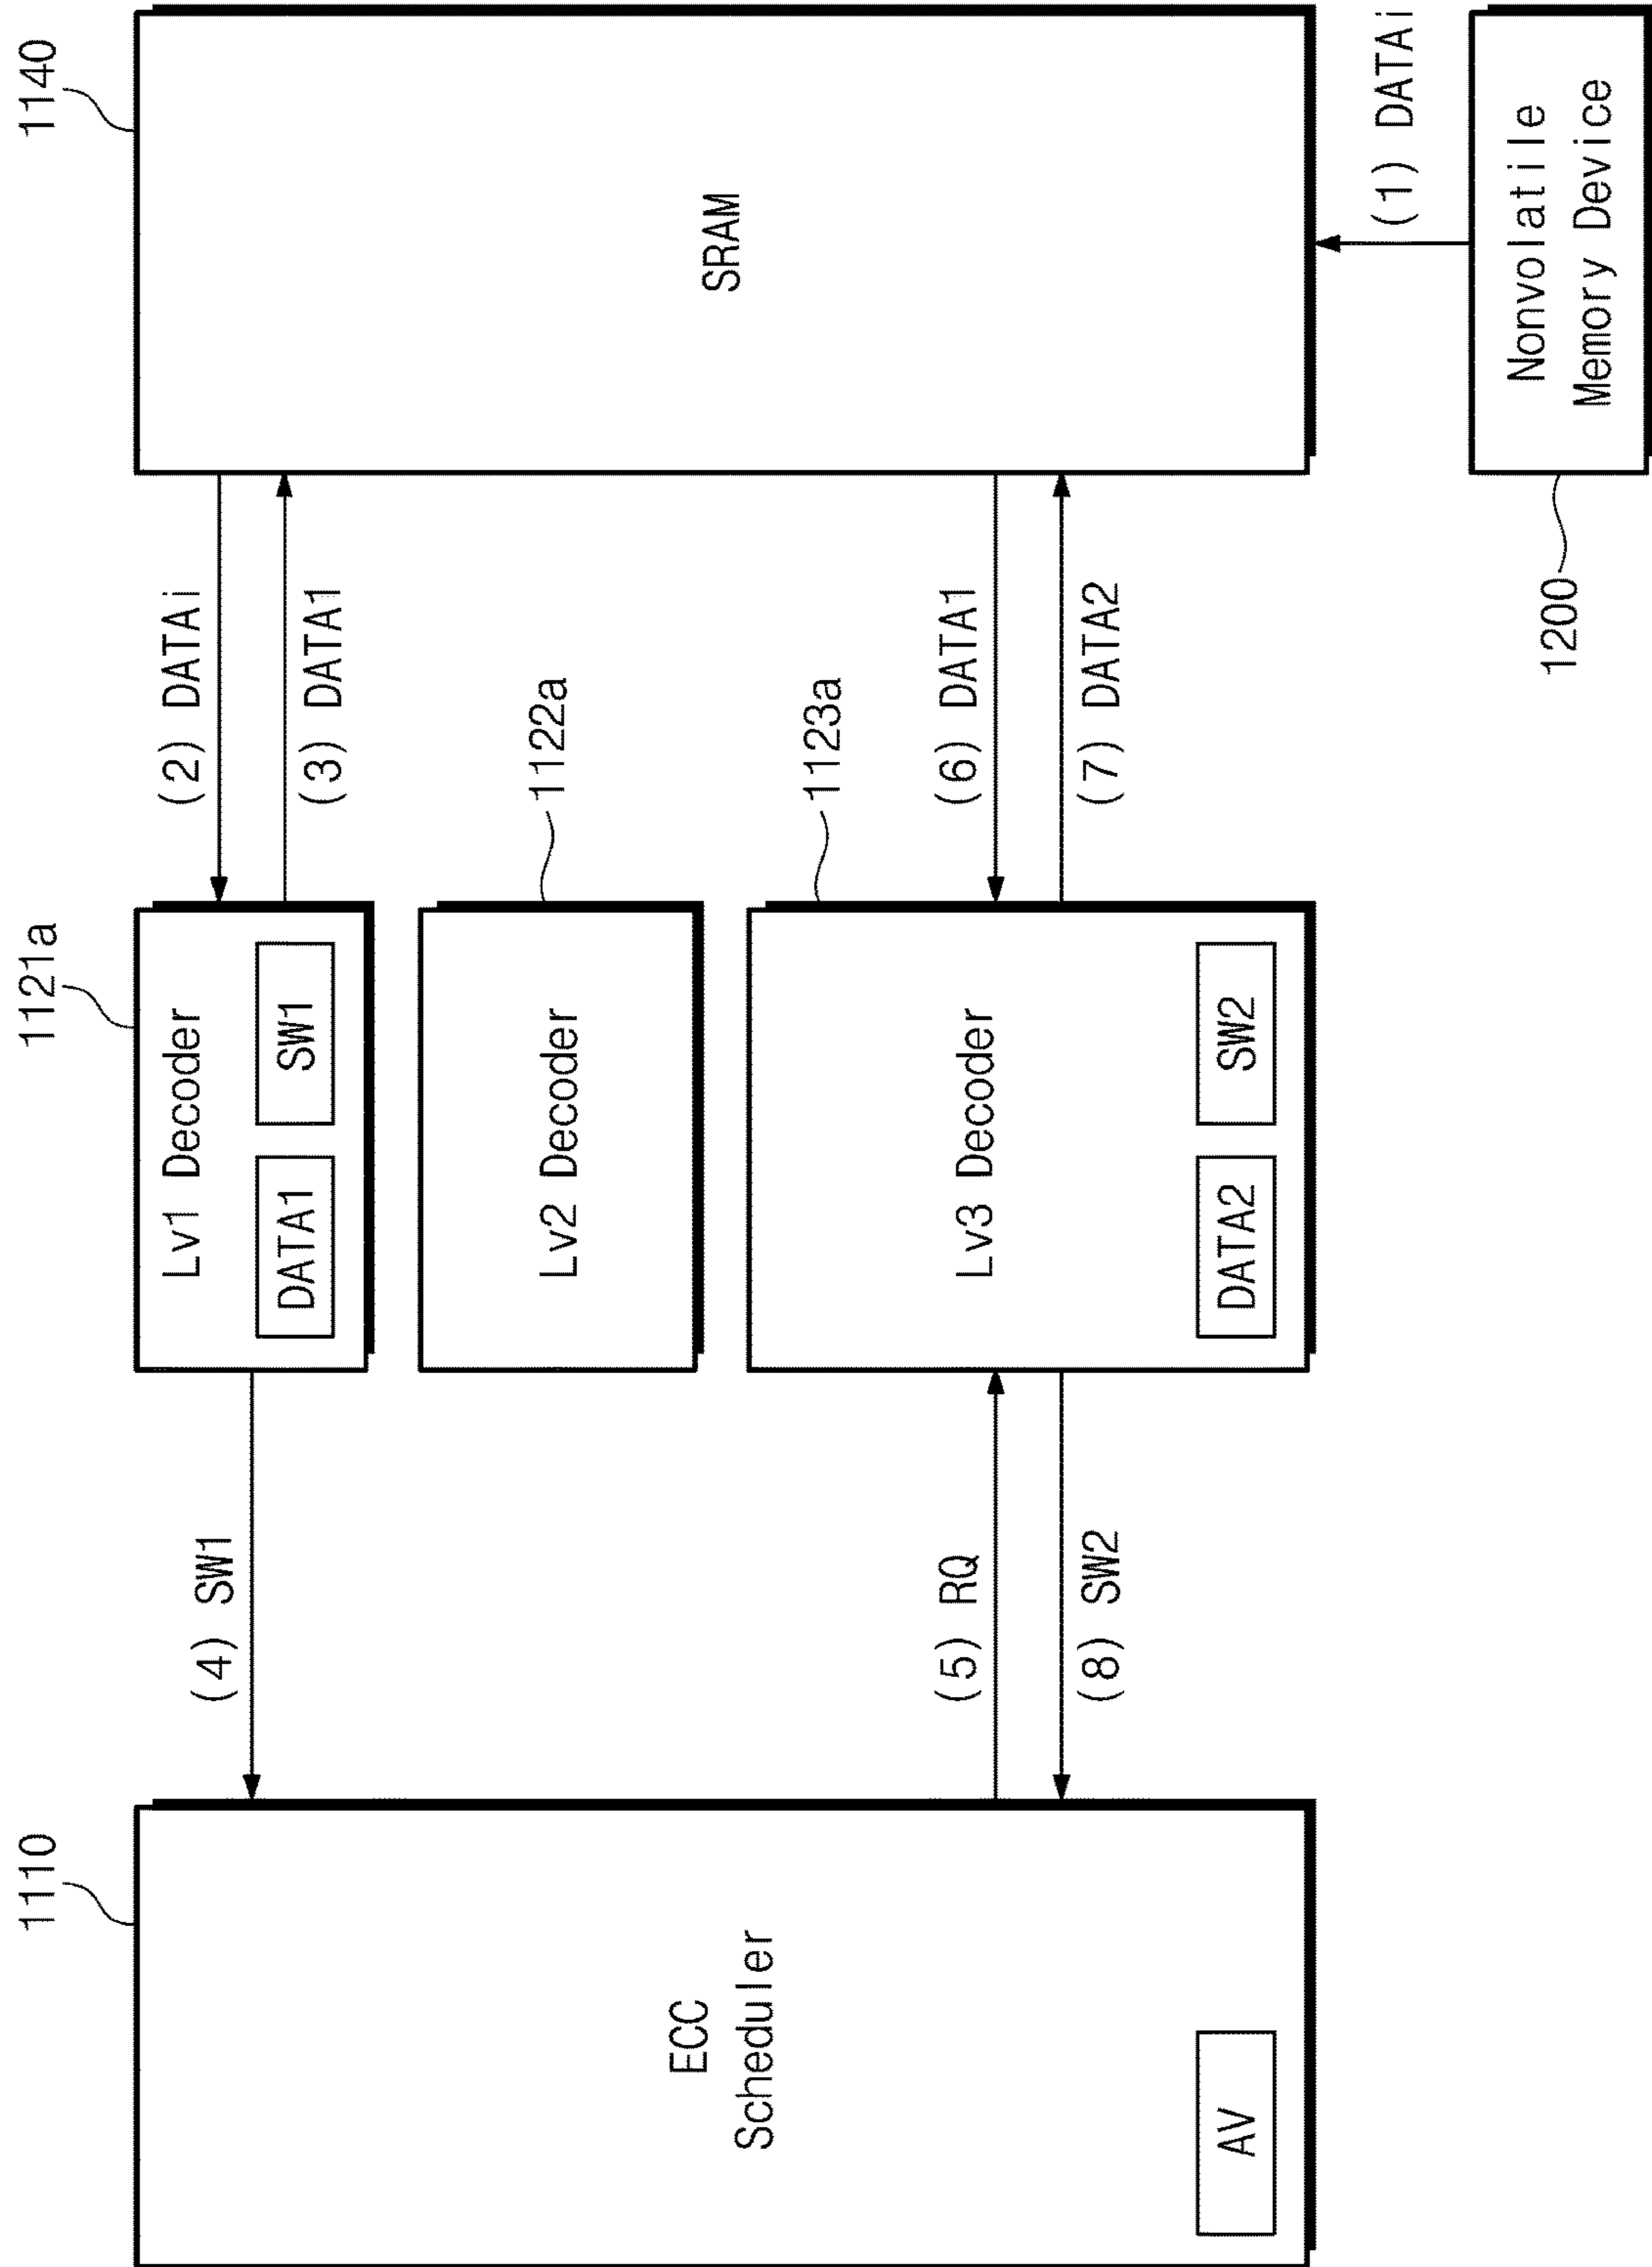 1110
1121a
1140
(4) SW1
Lv1 Decoder
DATA1
SW1
(2) DATAi
(3) DATA1
ECC
Scheduler
Lv2 Decoder
1122a
SRAM
1123a
(5) RQ
Lv3 Decoder
(6) DATA1
(8) SW2
(7) DATA2
AV
DATA2
SW2
(1) DATAi
1200
Nonvolatile
Memory Device